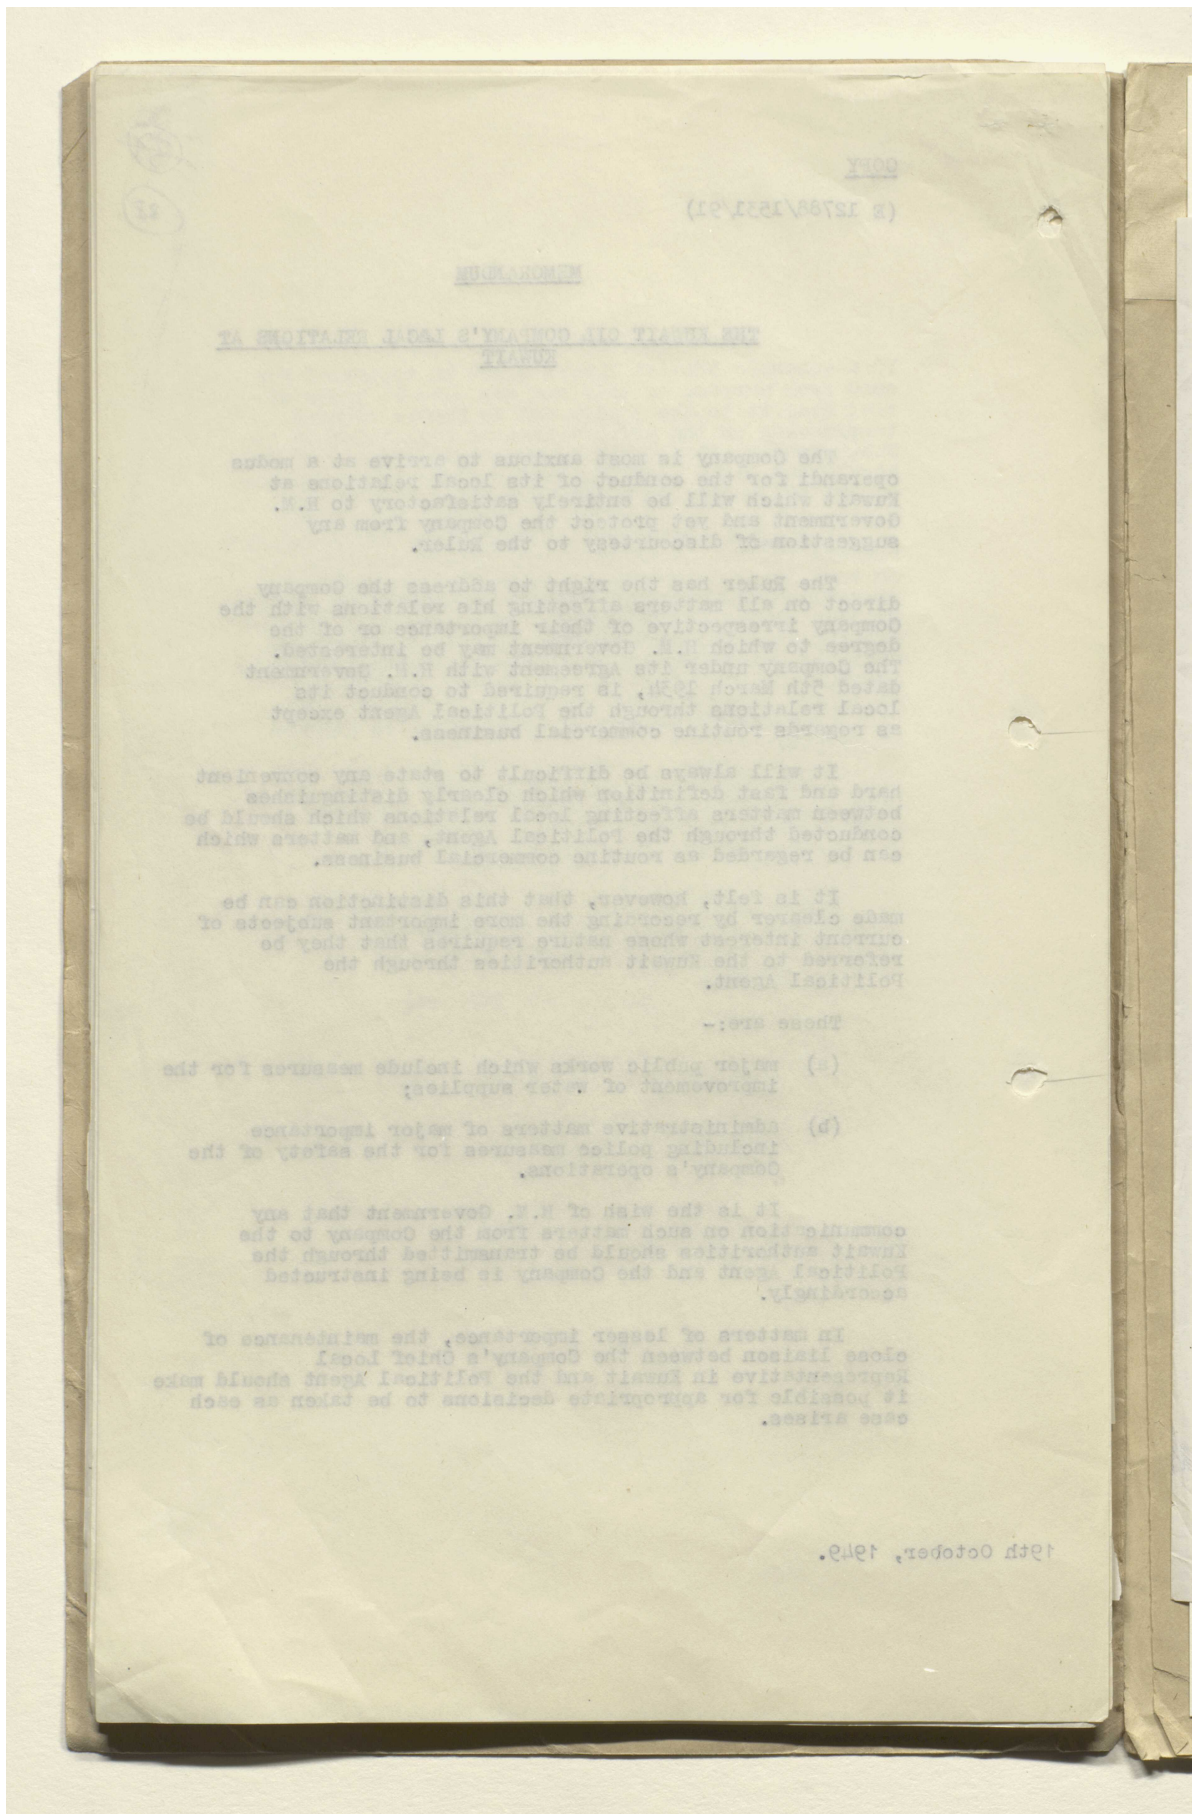 COPY
(E 12788/1531/91)
MEMORANDUM
THE KUWAIT OIL COMPANY'S LOCAL RELATIONS AT
KUWAIT
The Company is most anxious to arrive at a modus
operandi for the conduct of its local relations at
Kuwait which will be entirely satisfactory to H.M.
Government and yet protect the Company from any
suggestion of discourtesy to the Ruler.
The Ruler has the right to address the Company
direct on all matters affecting his relations with the
Company irrespective of their importance or of the
degree to which H.M. Government may be interested.
The Company under its Agreement with H.M. Government
dated 5th March 1934, is required to conduct its
local relations through the Political Agent except
as regards routine commercial business.
It will always be difficult to state any convenient
hard and fast definition which clearly distinguishes
between matters affecting local relations which should be
conducted through the Political Agent, and matters which
can be regarded as routine commercial business.
It is felt, however, that this distinction can be
made clearer by recording the more important subjects of
current interest whose nature requires that they be
referred to the Kuwait authorities through the
Political Agent.
These are:-
(a) major public works which include measures for the
improvement of water supplies;
(b) administrative matters of major importance
including police measures for the safety of the
Company's operations.
It is the wish of H.M. Government that any
communication on such matters from the Company to the
Kuwait authorities should be transmitted through the
Political Agent and the Company is being instructed
accordingly.
In matters of lesser importance, the maintenance of
close liaison between the Company's Chief Local
Representative in Kuwait and the Political Agent should make
it possible for appropriate decisions to be taken as each
case arises.
19th October, 1949.